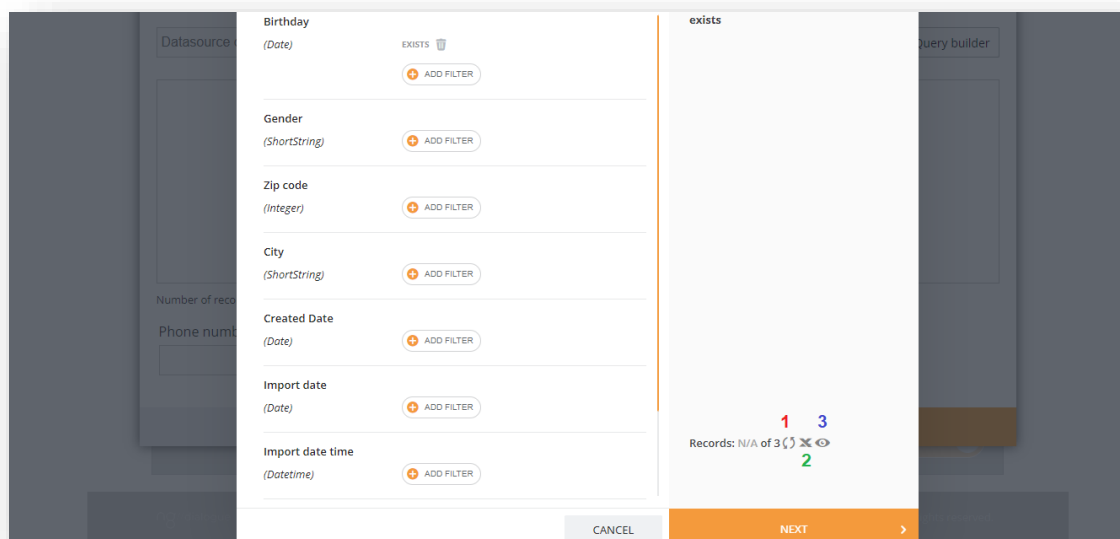 Birthday
exists
(Date)
EXISTS
Datasource
Query builder
ADD FILTER
Gender
(ShortString)
ADD FILTER
Zip code
(Integer)
ADD FILTER
City
(ShortString)
ADD FILTER
Number of reco
Created Date
Phone numb
(Date)
ADD FILTER
Import date
(Date)
ADD FILTER
1 3
Records: N/A of 3
2
Import date time
(Datetime)
ADD FILTER
CANCEL
NEXT